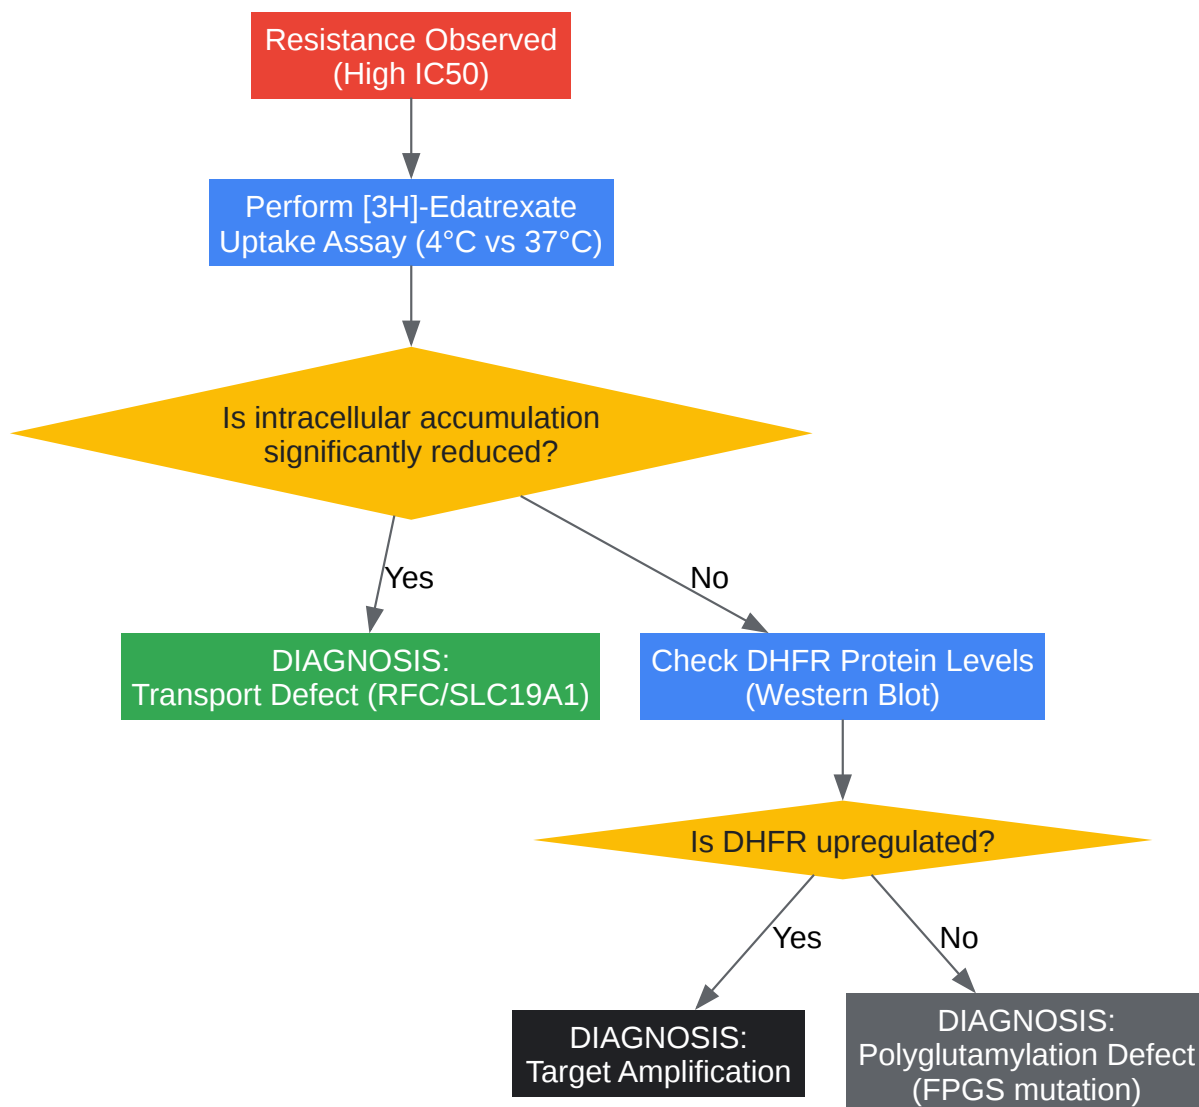 Resistance Observed
(High IC50)
Perform [3H]-Edatrexate
Uptake Assay (4°C vs 37°C)
Is intracellular accumulation
significantly reduced?
Yes
No
DIAGNOSIS:
Transport Defect (RFC/SLC19A1)
Check DHFR Protein Levels
(Western Blot)
Is DHFR upregulated?
Yes
No
DIAGNOSIS:
Target Amplification
DIAGNOSIS:
Polyglutamylation Defect
(FPGS mutation)